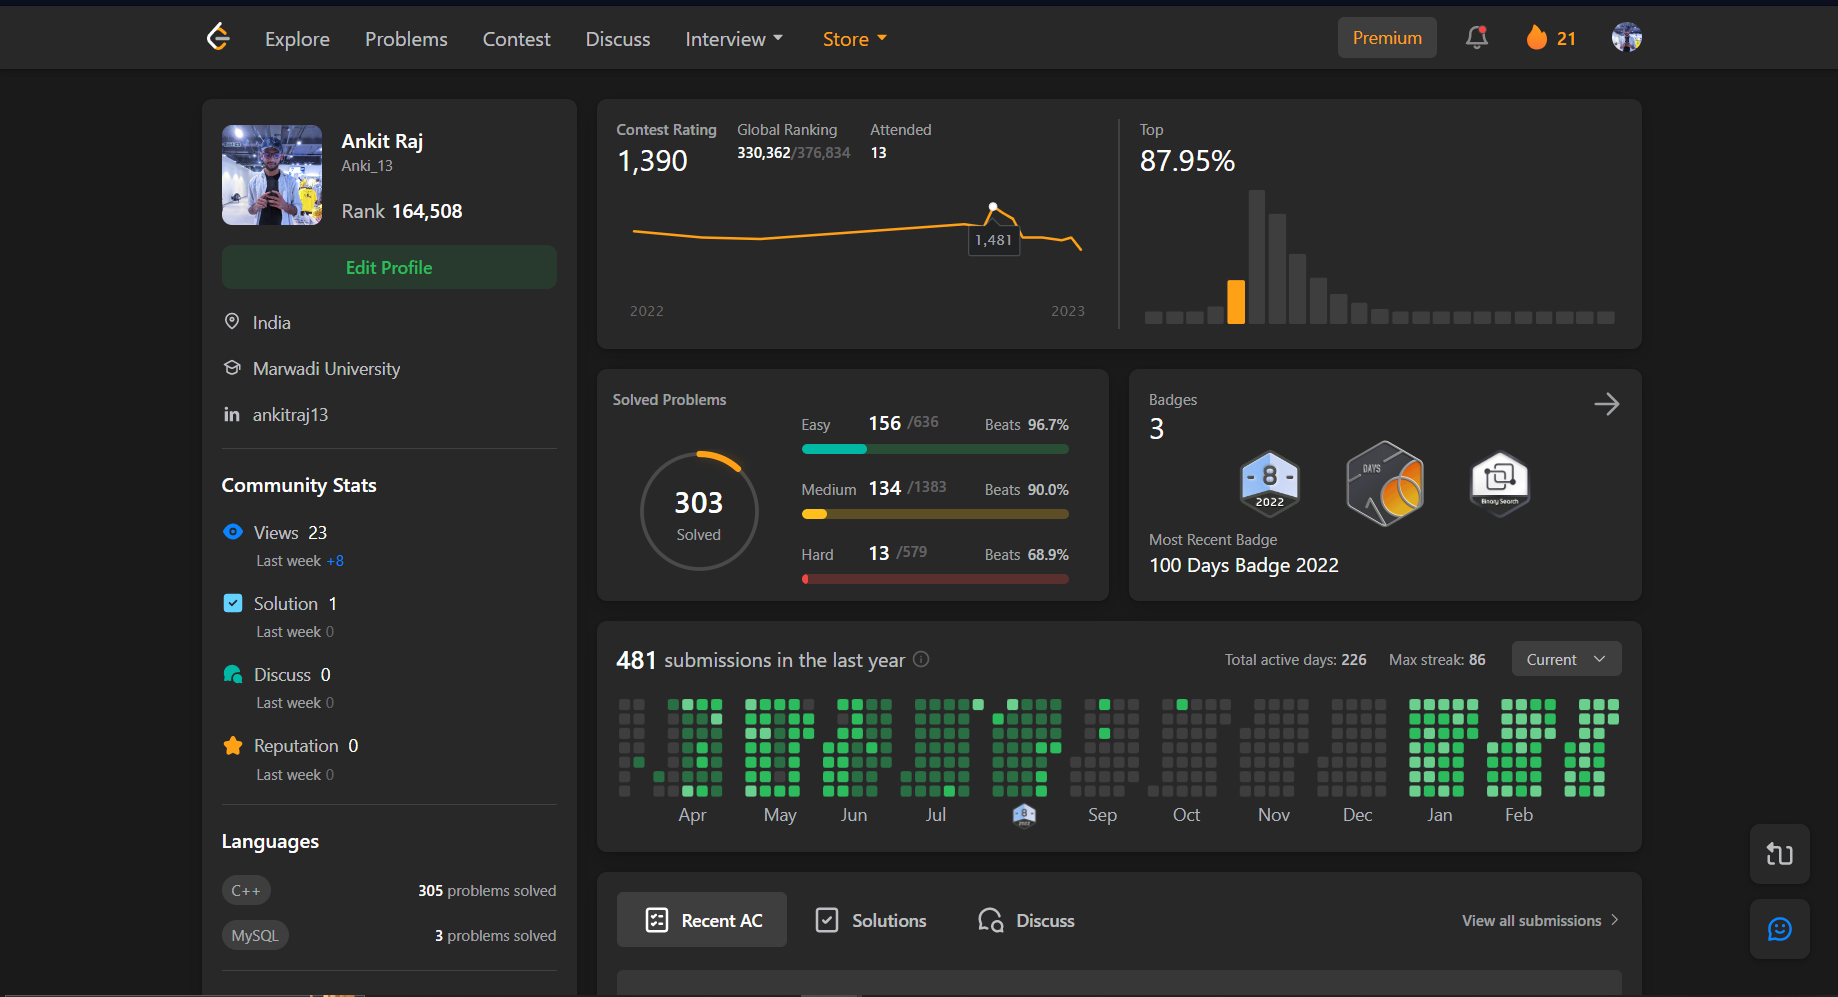 Explore Problems Contest Discuss Interview Store Premium 21
Ankit Raj
Anki_13
Rank 164,508
Edit Profile
India
Marwadi University
in ankitraj13
Community Stats
Views 23
Last week +8
Solution 1
Last week 0
Discuss 0
Last week 0
Reputation 0
Last week 0
Languages
C++ 305 problems solved
MySQL 3 problems solved
Contest Rating Global Ranking Attended
1,390 330,362/376,834 13
1,481
2022 2023
Top
87.95%
Solved Problems
303
Solved
Easy 156 /636 Beats 96.7%
Medium 134 /1383 Beats 90.0%
Hard 13 /579 Beats 68.9%
Badges
3
8
2022
DAYS
Binary Search
Most Recent Badge
100 Days Badge 2022
481 submissions in the last year Total active days: 226 Max streak: 86 Current
Apr May Jun Jul 8 Sep Oct Nov Dec Jan Feb
Recent AC Solutions Discuss View all submissions